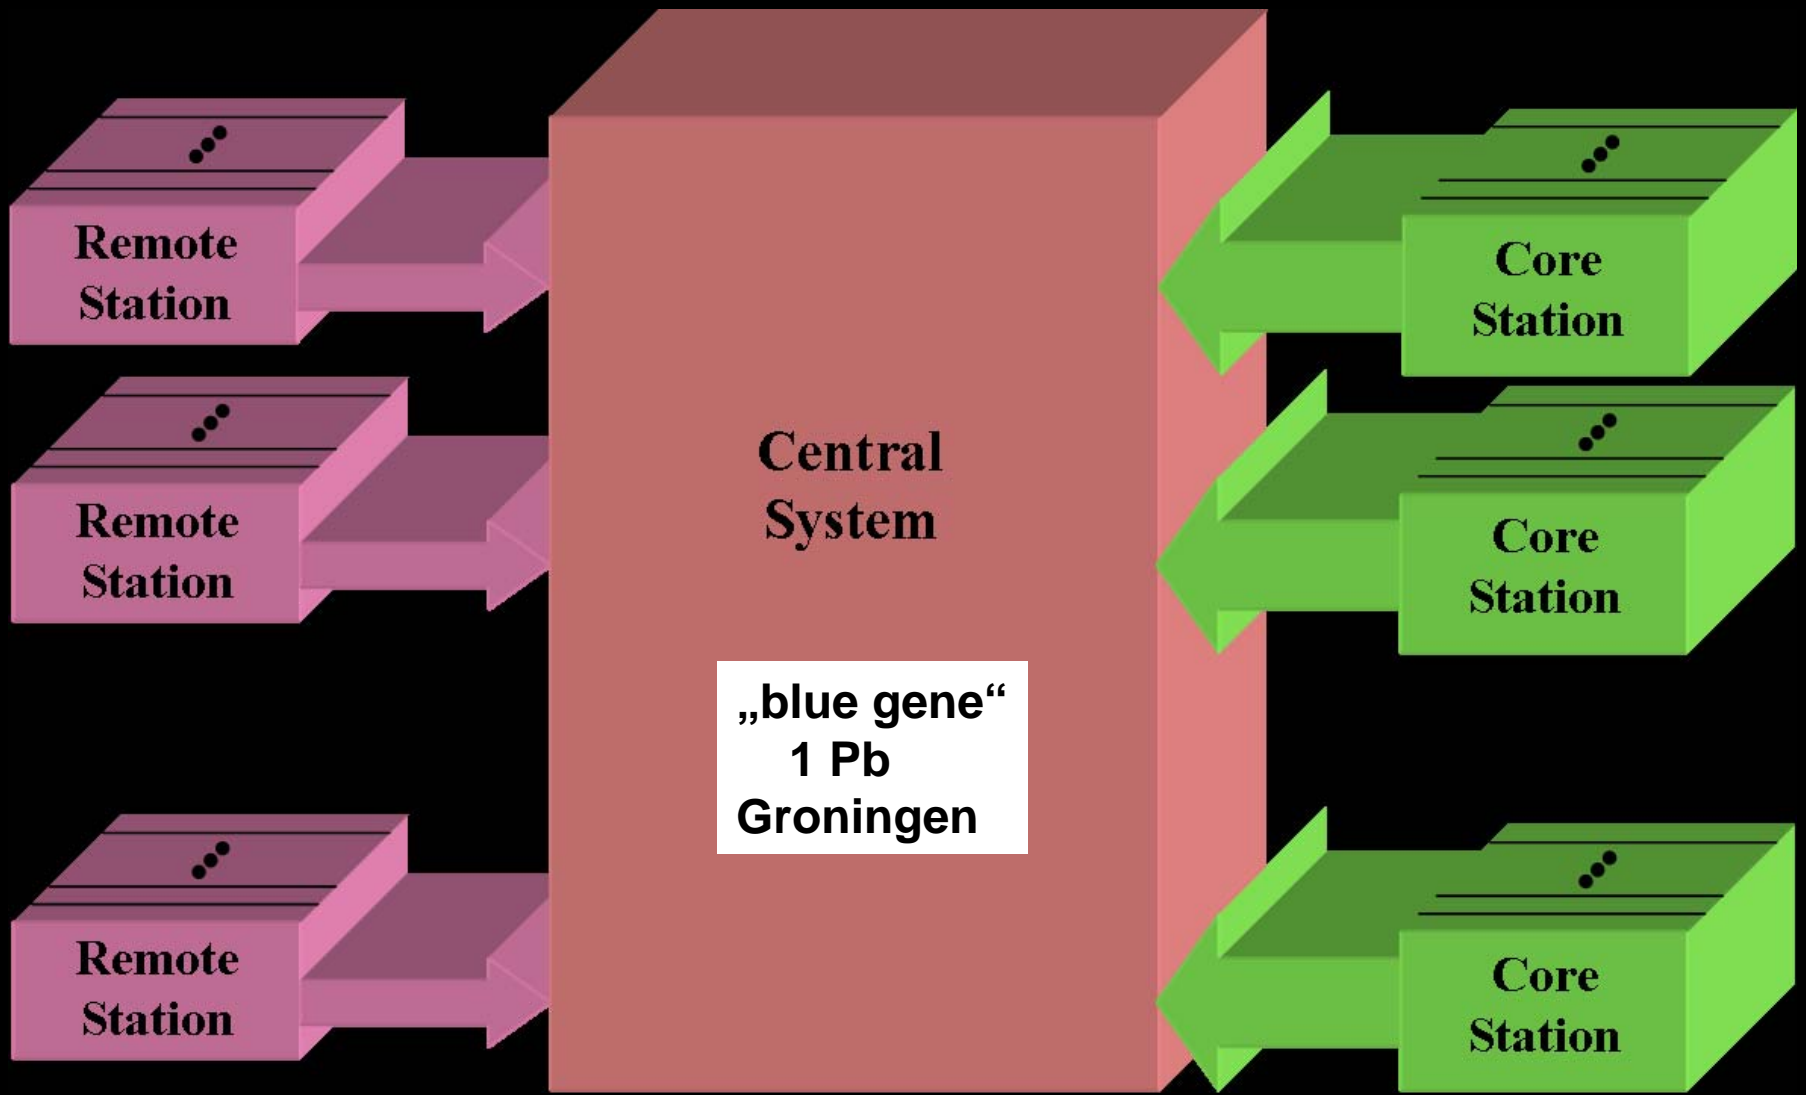 Remote
Station
Remote
Station
Remote
Station
Central
System
„blue gene“
1 Pb
Groningen
Core
Station
Core
Station
Core
Station